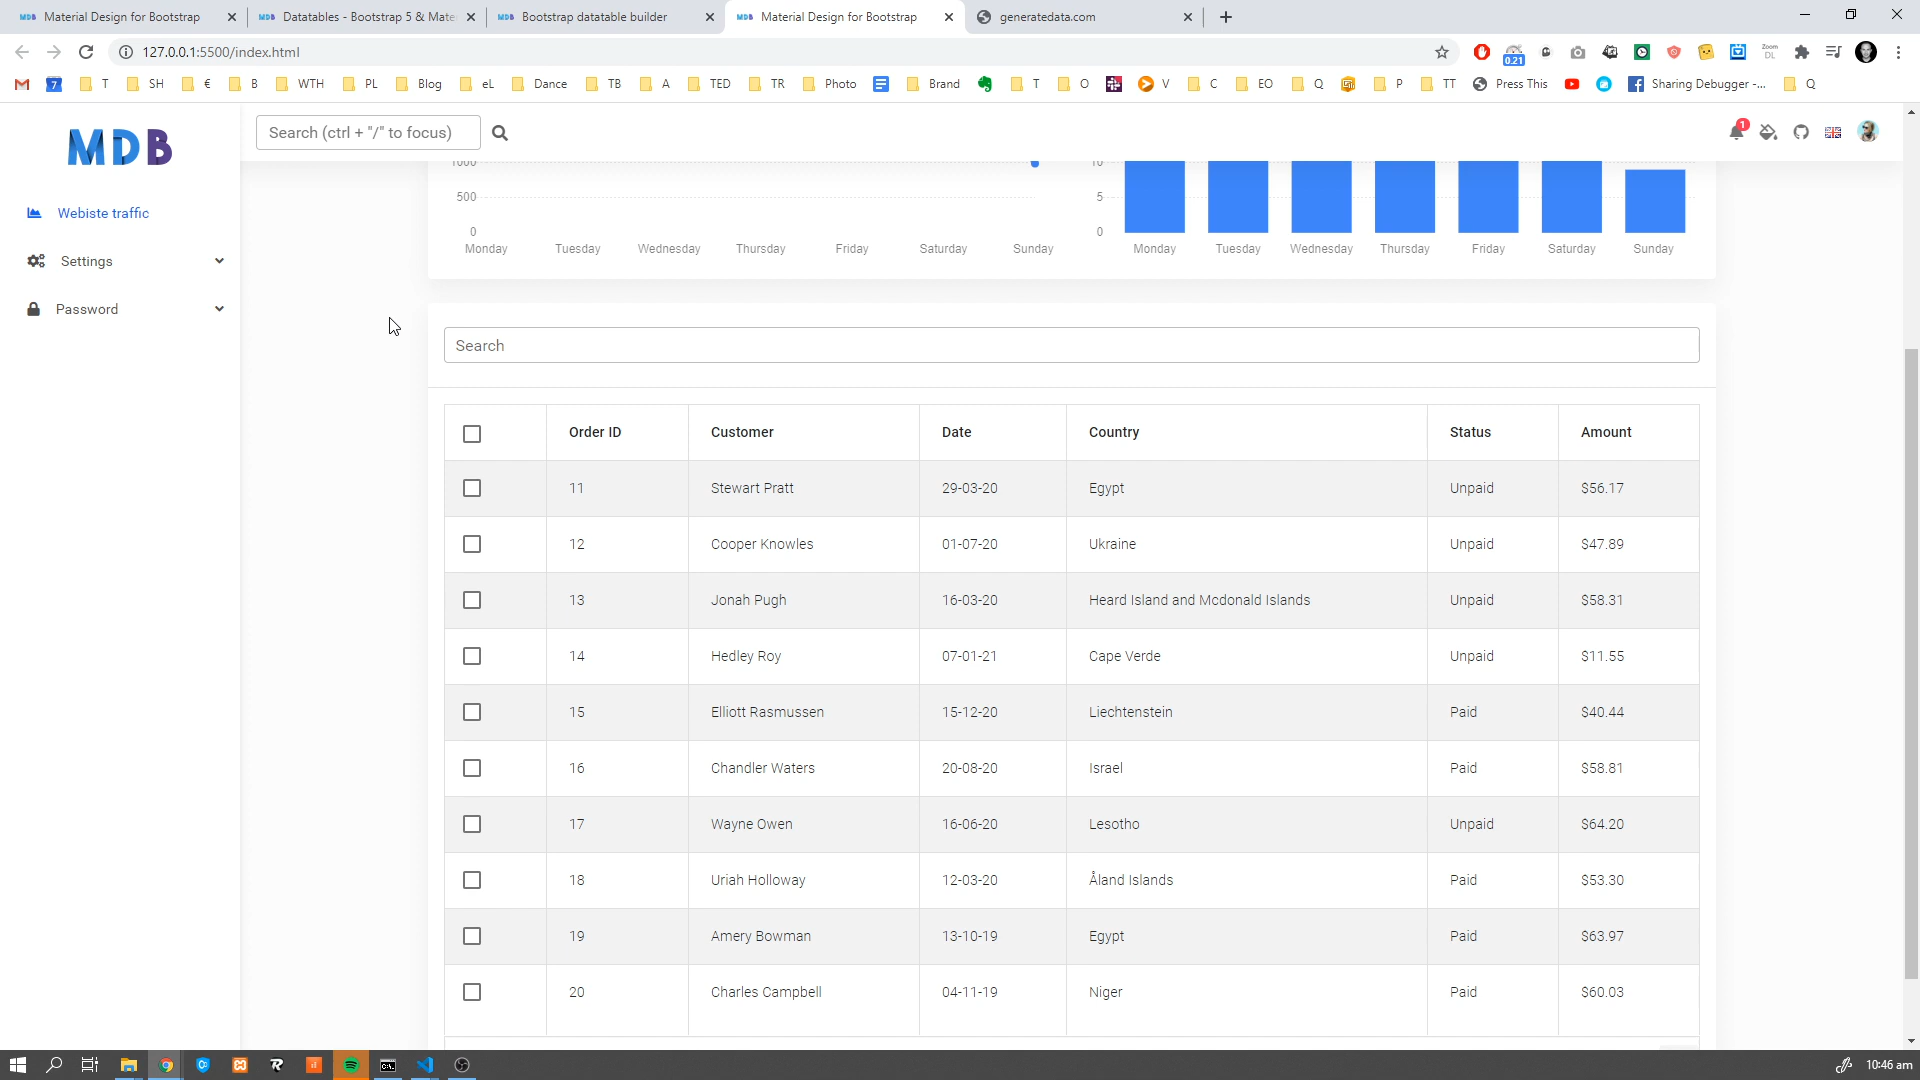 Material Design for Bootstrap
Datatables - Bootstrap 5 & Mate
Bootstrap datatable builder
Material Design for Bootstrap
generatedata.com
127.0.0.1:5500/index.html
0.21
Zoom
DL
7
T
SH
€
B
WTH
PL
Blog
eL
Dance
TB
A
TED
TR
Photo
Brand
T
O
V
C
EO
Q
P
TT
Press This
Sharing Debugger -...
Q
MDB
Search (ctrl + "/" to focus)
1
Webiste traffic
Settings
Password
1000
500
0
Monday Tuesday Wednesday Thursday Friday Saturday Sunday
10
5
0
Monday Tuesday Wednesday Thursday Friday Saturday Sunday
Search
Order ID Customer Date Country Status Amount
11 Stewart Pratt 29-03-20 Egypt Unpaid $56.17
12 Cooper Knowles 01-07-20 Ukraine Unpaid $47.89
13 Jonah Pugh 16-03-20 Heard Island and Mcdonald Islands Unpaid $58.31
14 Hedley Roy 07-01-21 Cape Verde Unpaid $11.55
15 Elliott Rasmussen 15-12-20 Liechtenstein Paid $40.44
16 Chandler Waters 20-08-20 Israel Paid $58.81
17 Wayne Owen 16-06-20 Lesotho Unpaid $64.20
18 Uriah Holloway 12-03-20 Åland Islands Paid $53.30
19 Amery Bowman 13-10-19 Egypt Paid $63.97
20 Charles Campbell 04-11-19 Niger Paid $60.03
10:46 am